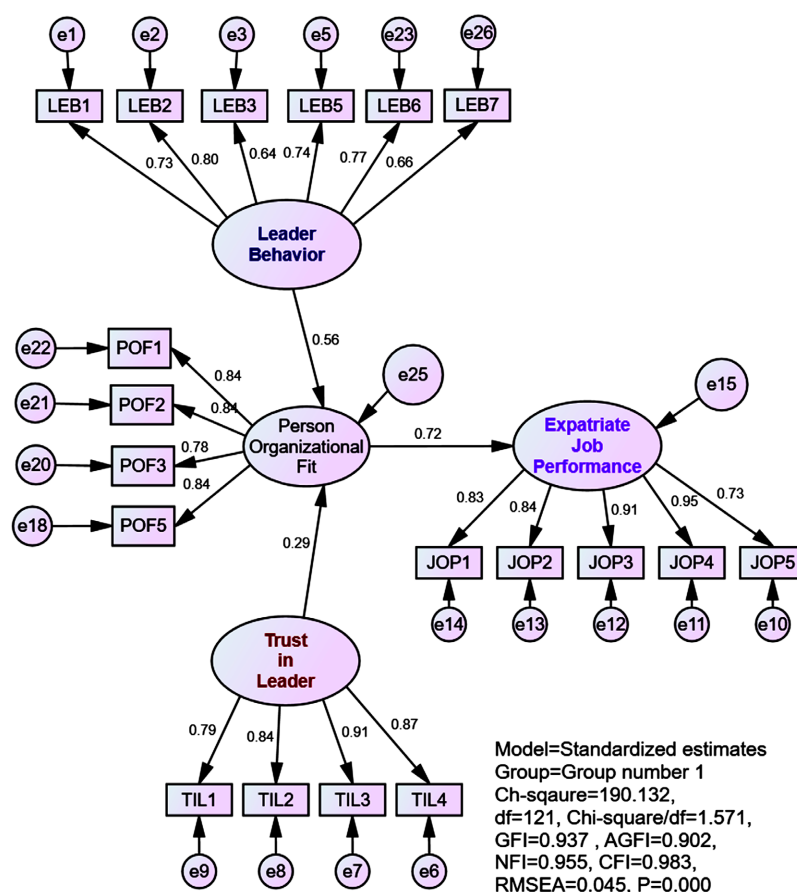 e1 e2 e3 e5 e23 e26
LEB1 LEB2 LEB3 LEB5 LEB6 LEB7
0.73 0.80 0.64 0.74 0.77 0.66
Leader
Behavior
0.56
e22 POF1
0.84
e25
e15
e21 POF2
0.84
Person
Organizational
Fit
0.72
Expatriate
Job
Performance
e20 POF3
0.78
e18 POF5
0.84
0.83 0.84 0.91 0.95 0.73
0.29
JOP1 JOP2 JOP3 JOP4 JOP5
e14 e13 e12 e11 e10
Trust
in
Leader
0.79 0.84 0.91 0.87
TIL1 TIL2 TIL3 TIL4
e9 e8 e7 e6
Model=Standardized estimates
Group=Group number 1
Ch-sqaure=190.132,
df=121, Chi-square/df=1.571,
GFI=0.937 , AGFI=0.902,
NFI=0.955, CFI=0.983,
RMSEA=0.045, P=0.000